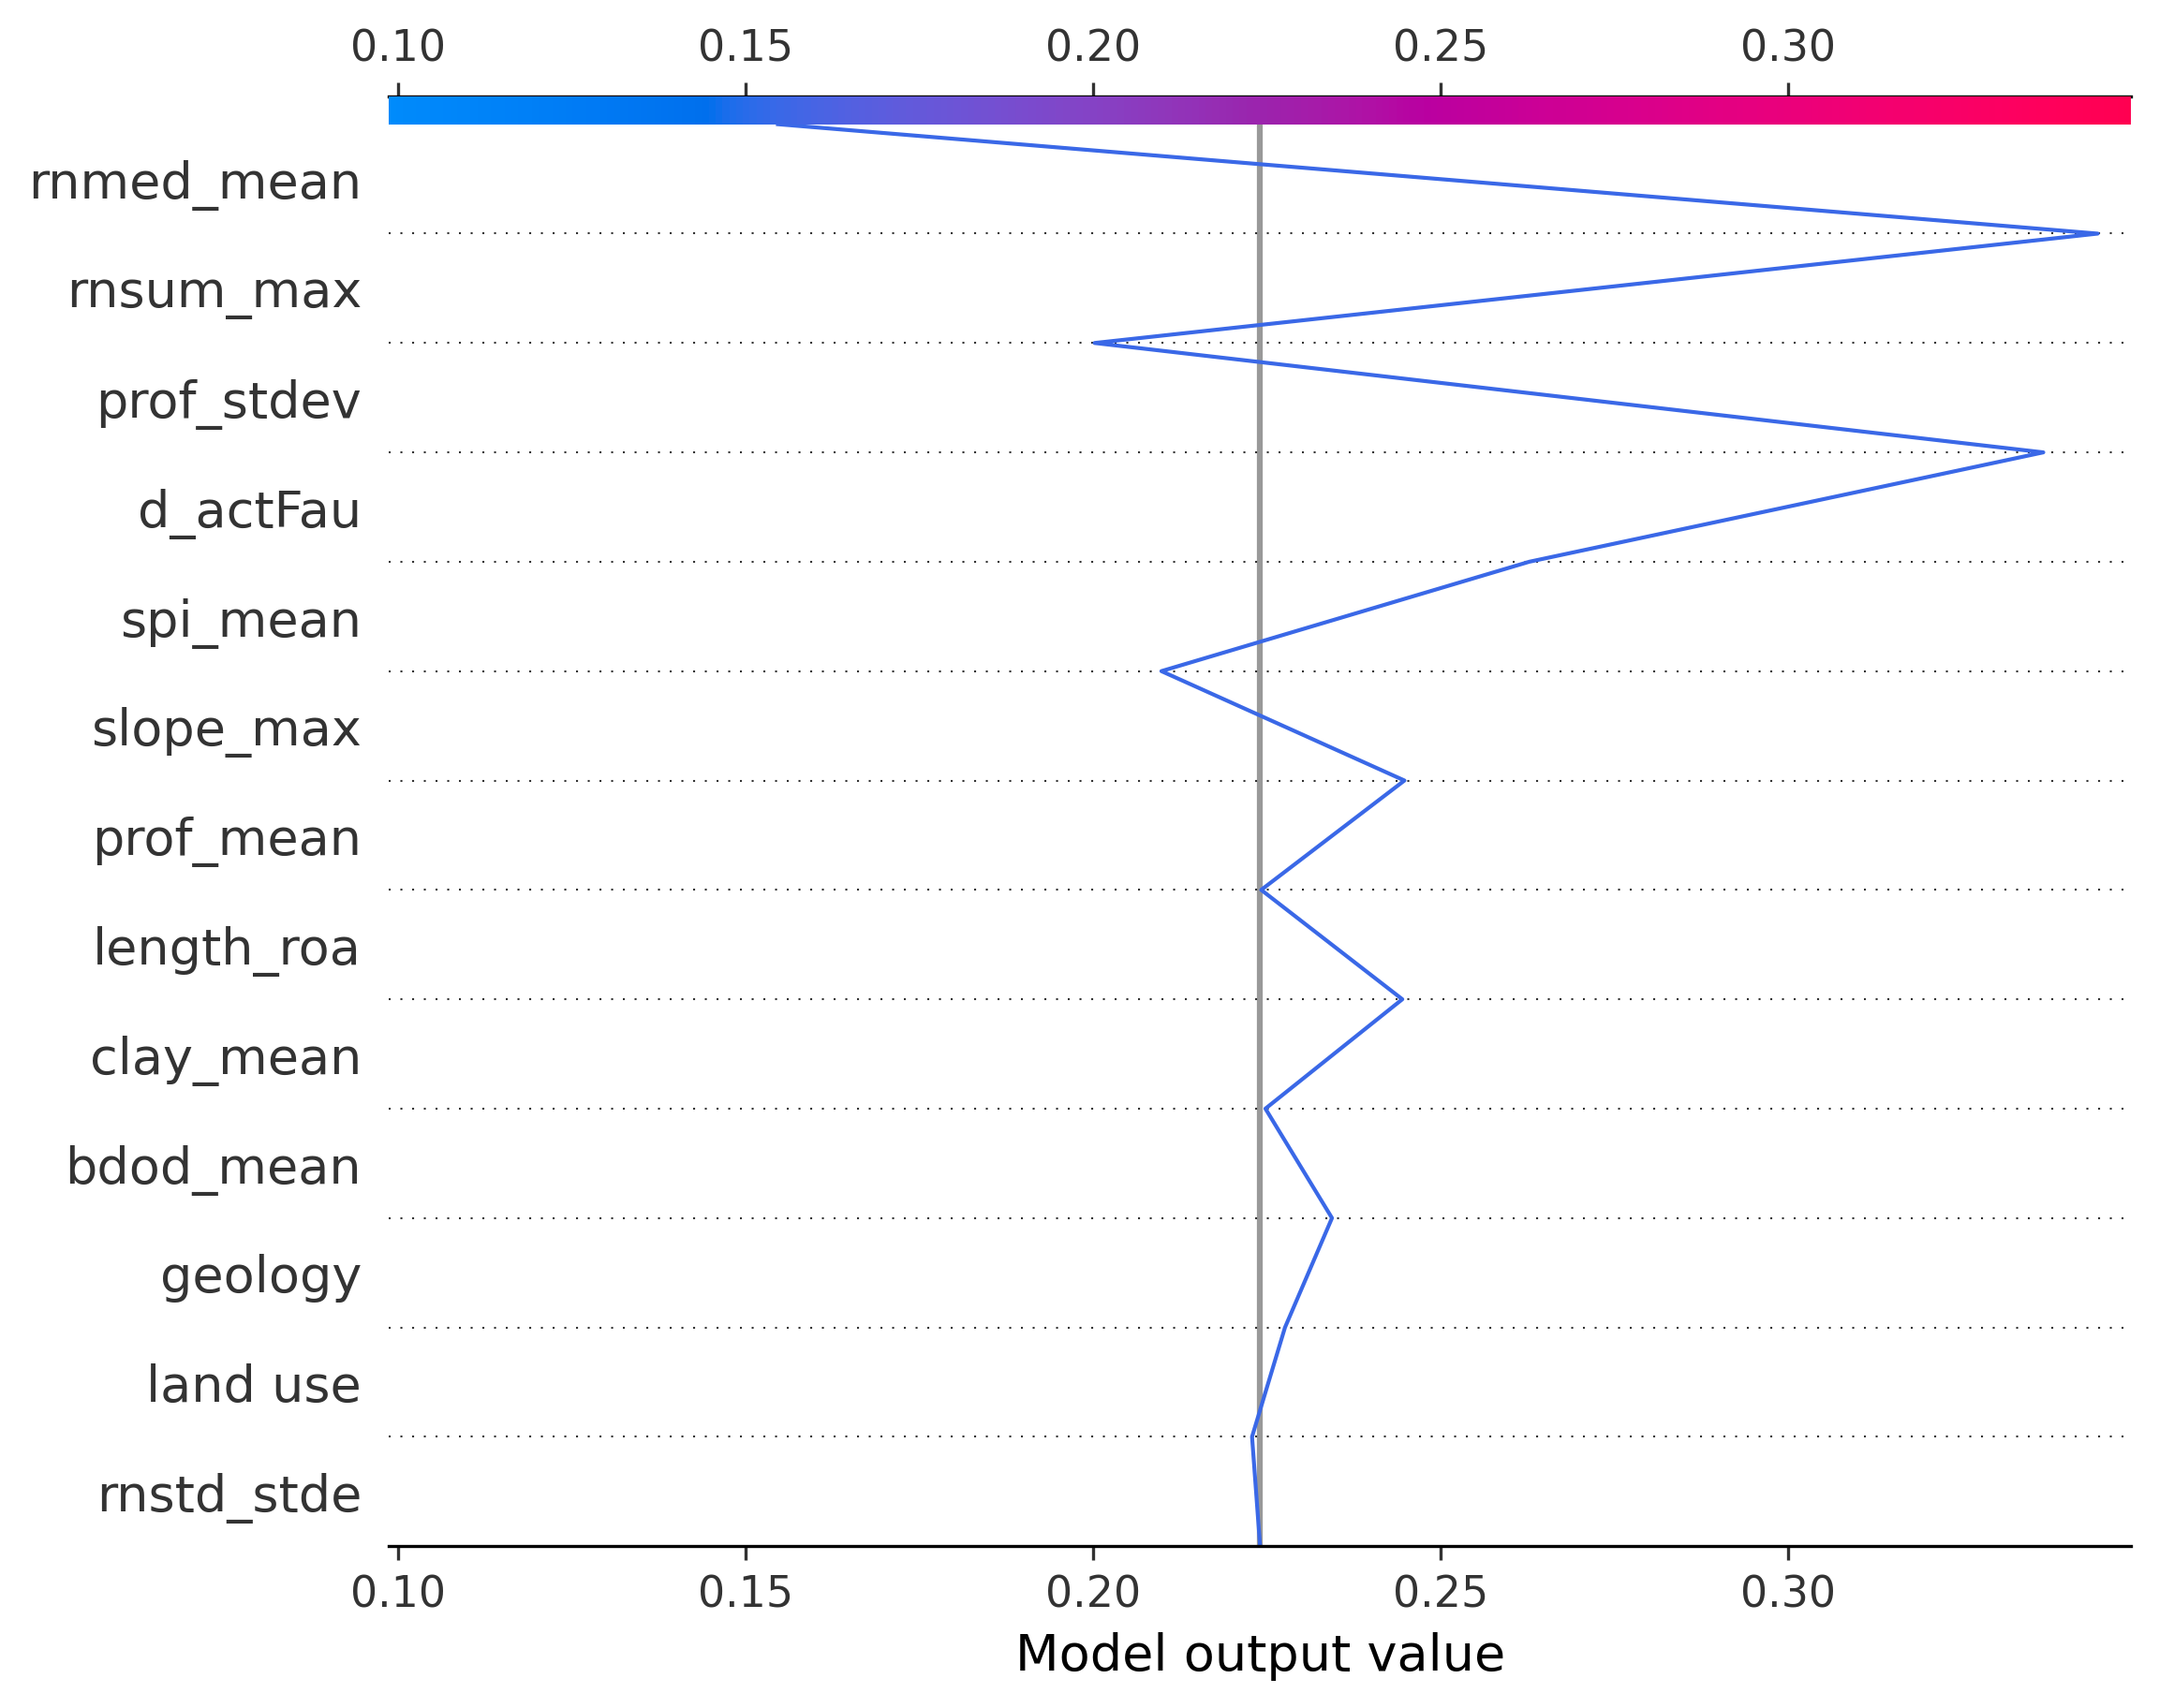 0.10 0.15 0.20 0.25 0.30
rnmed_mean
rnsum_max
prof_stdev
d_actFau
spi_mean
slope_max
prof_mean
length_roa
clay_mean
bdod_mean
geology
land use
rnstd_stde
0.10 0.15 0.20 0.25 0.30
Model output value